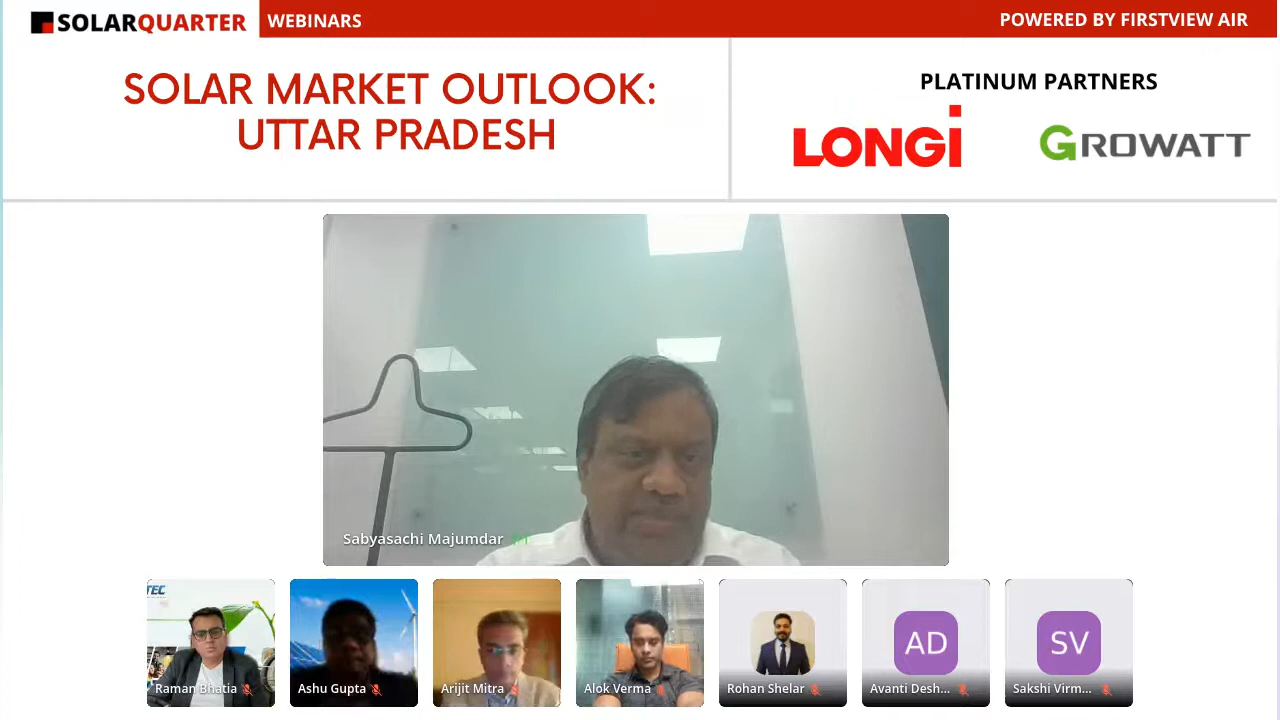 SOLARQUARTER
WEBINARS
POWERED BY FIRSTVIEW AIR
SOLAR MARKET OUTLOOK:
UTTAR PRADESH
PLATINUM PARTNERS
LONGi
GROWATT
Sabyasachi Majumdar
TEC
Raman Bhatia
Ashu Gupta
Arijit Mitra
Alok Verma
Rohan Shelar
AD
Avanti Desh...
SV
Sakshi Virm...